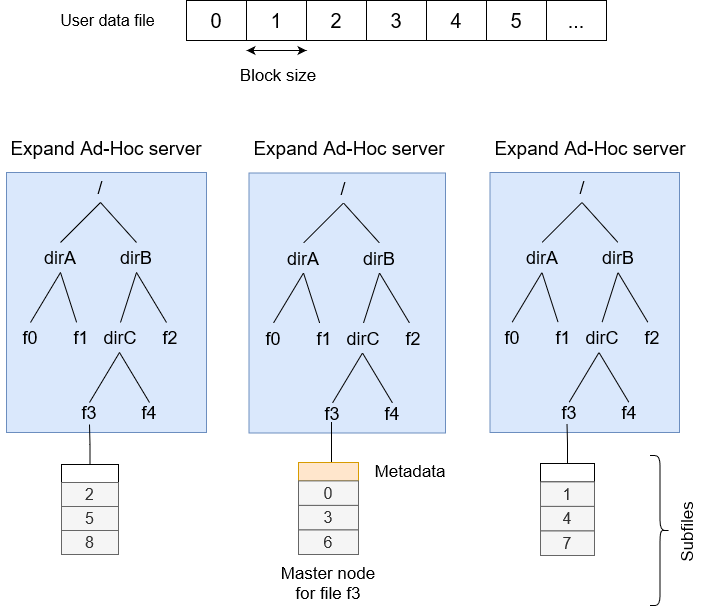 User data file
0 1 2 3 4 5 ...
Block size
Expand Ad-Hoc server Expand Ad-Hoc server Expand Ad-Hoc server
/ / /
dirA dirB dirA dirB dirA dirB
f0 f1 dirC f2 f0 f1 dirC f2 f0 f1 dirC f2
f3 f4 f3 f4 f3 f4
Metadata
2 0 1
5 3 4
8 6 7
Subfiles
Master node
for file f3